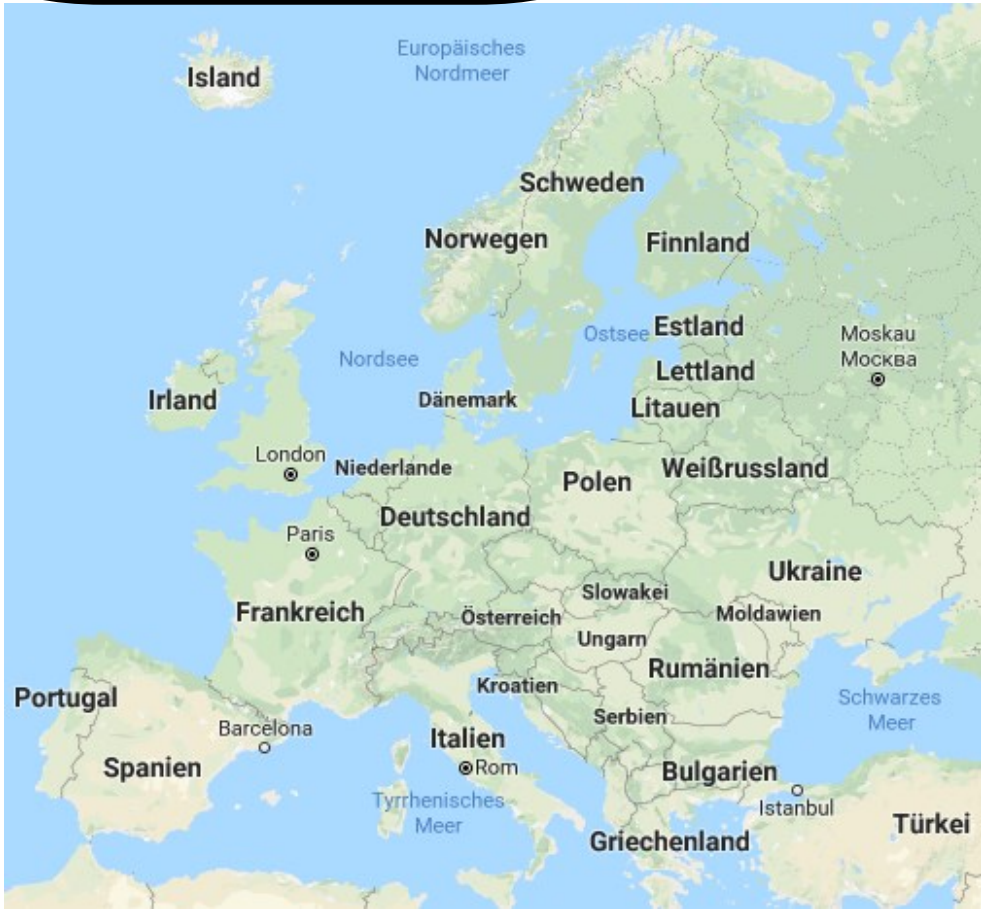 Europäisches
Nordmeer
Island
Schweden
Norwegen
Finnland
Ostsee
Estland
Moskau
Москва
Nordsee
Lettland
Irland
Dänemark
Litauen
London
Niederlande
Polen
Weißrussland
Deutschland
Paris
Ukraine
Slowakei
Frankreich
Österreich
Moldawien
Ungarn
Rumänien
Portugal
Kroatien
Schwarzes
Meer
Serbien
Barcelona
Italien
Spanien
Rom
Bulgarien
Tyrrhenisches
Meer
Istanbul
Türkei
Griechenland